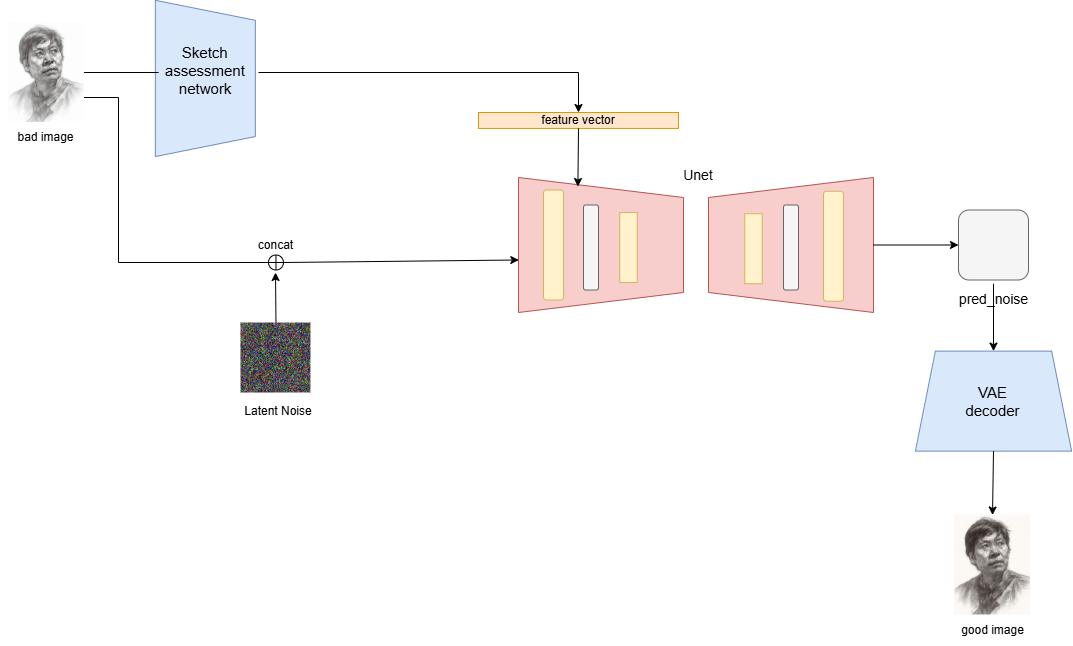 Sketch
assessment
network
bad image
feature vector
Unet
concat
pred_noise
Latent Noise
VAE
decoder
good image